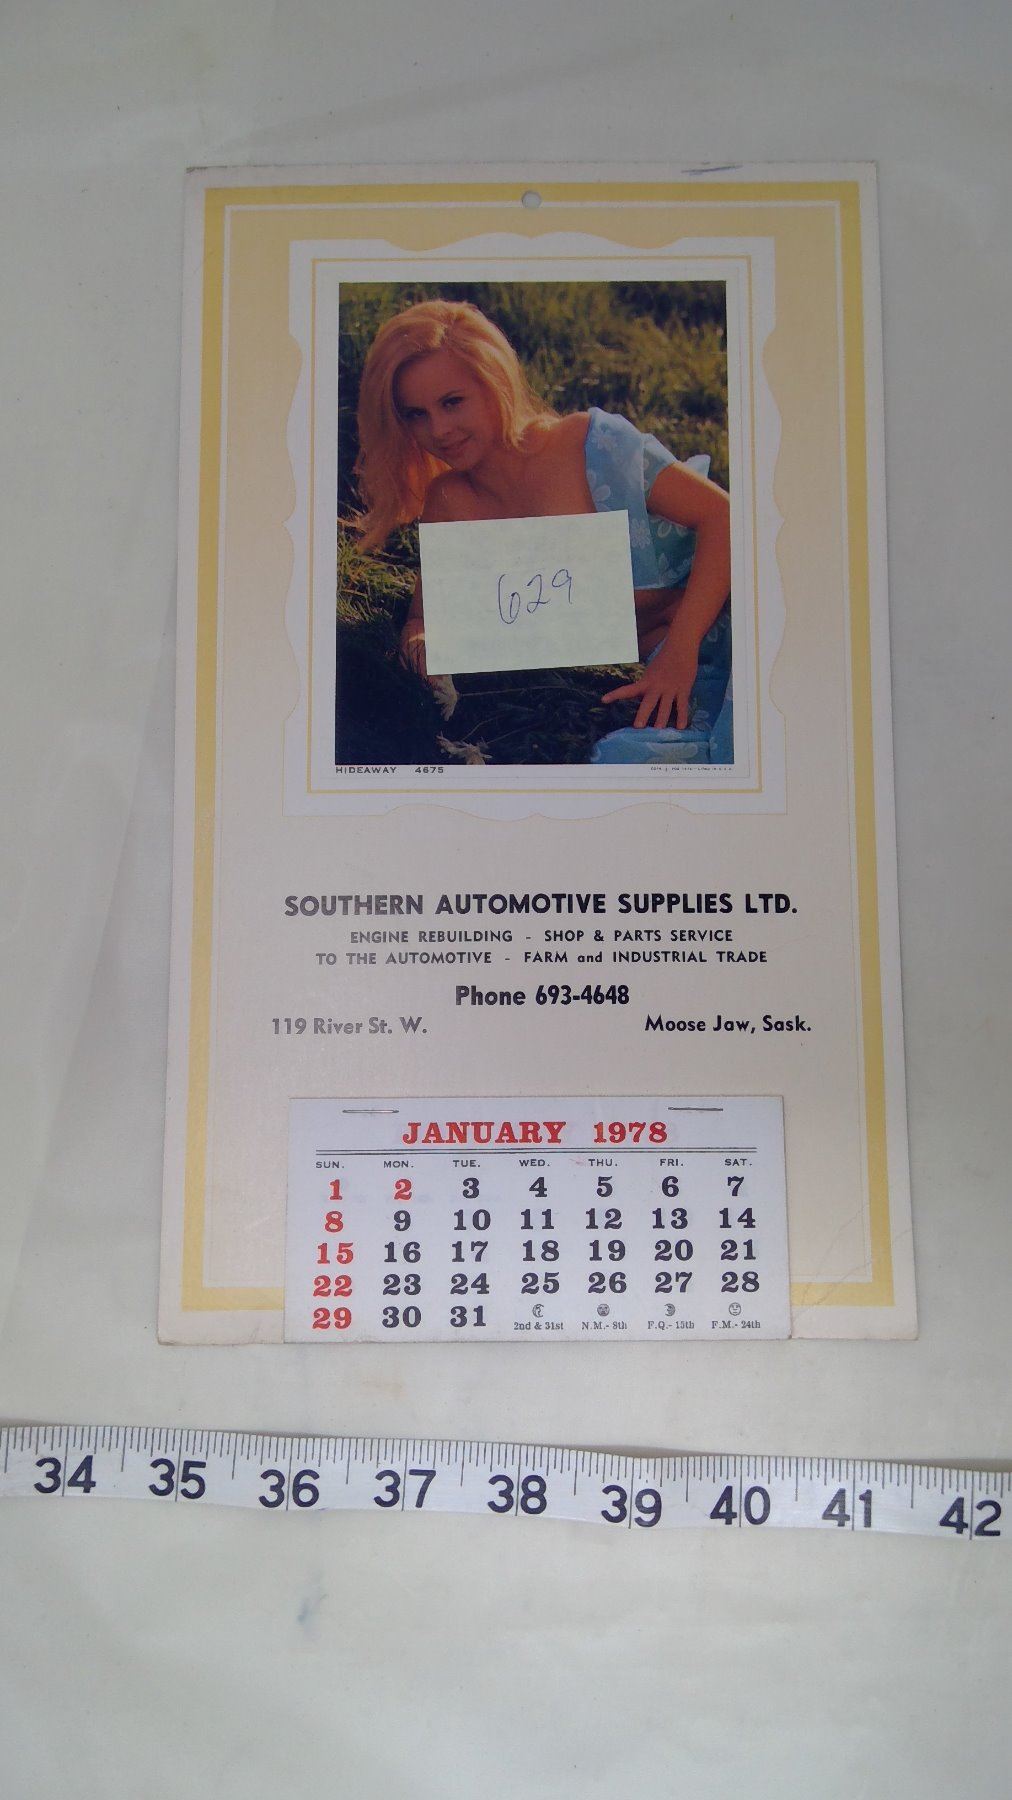 629
HIDEAWAY 4675
SOUTHERN AUTOMOTIVE SUPPLIES LTD.
ENGINE REBUILDING - SHOP & PARTS SERVICE
TO THE AUTOMOTIVE - FARM and INDUSTRIAL TRADE
Phone 693-4648
119 River St. W. Moose Jaw, Sask.
JANUARY 1978
SUN. MON. TUE. WED. THU. FRI. SAT.
1 2 3 4 5 6 7
8 9 10 11 12 13 14
15 16 17 18 19 20 21
22 23 24 25 26 27 28
29 30 31 2nd & 31st N.M.- 8th F.Q.- 15th F.M.- 24th
34 35 36 37 38 39 40 41 42